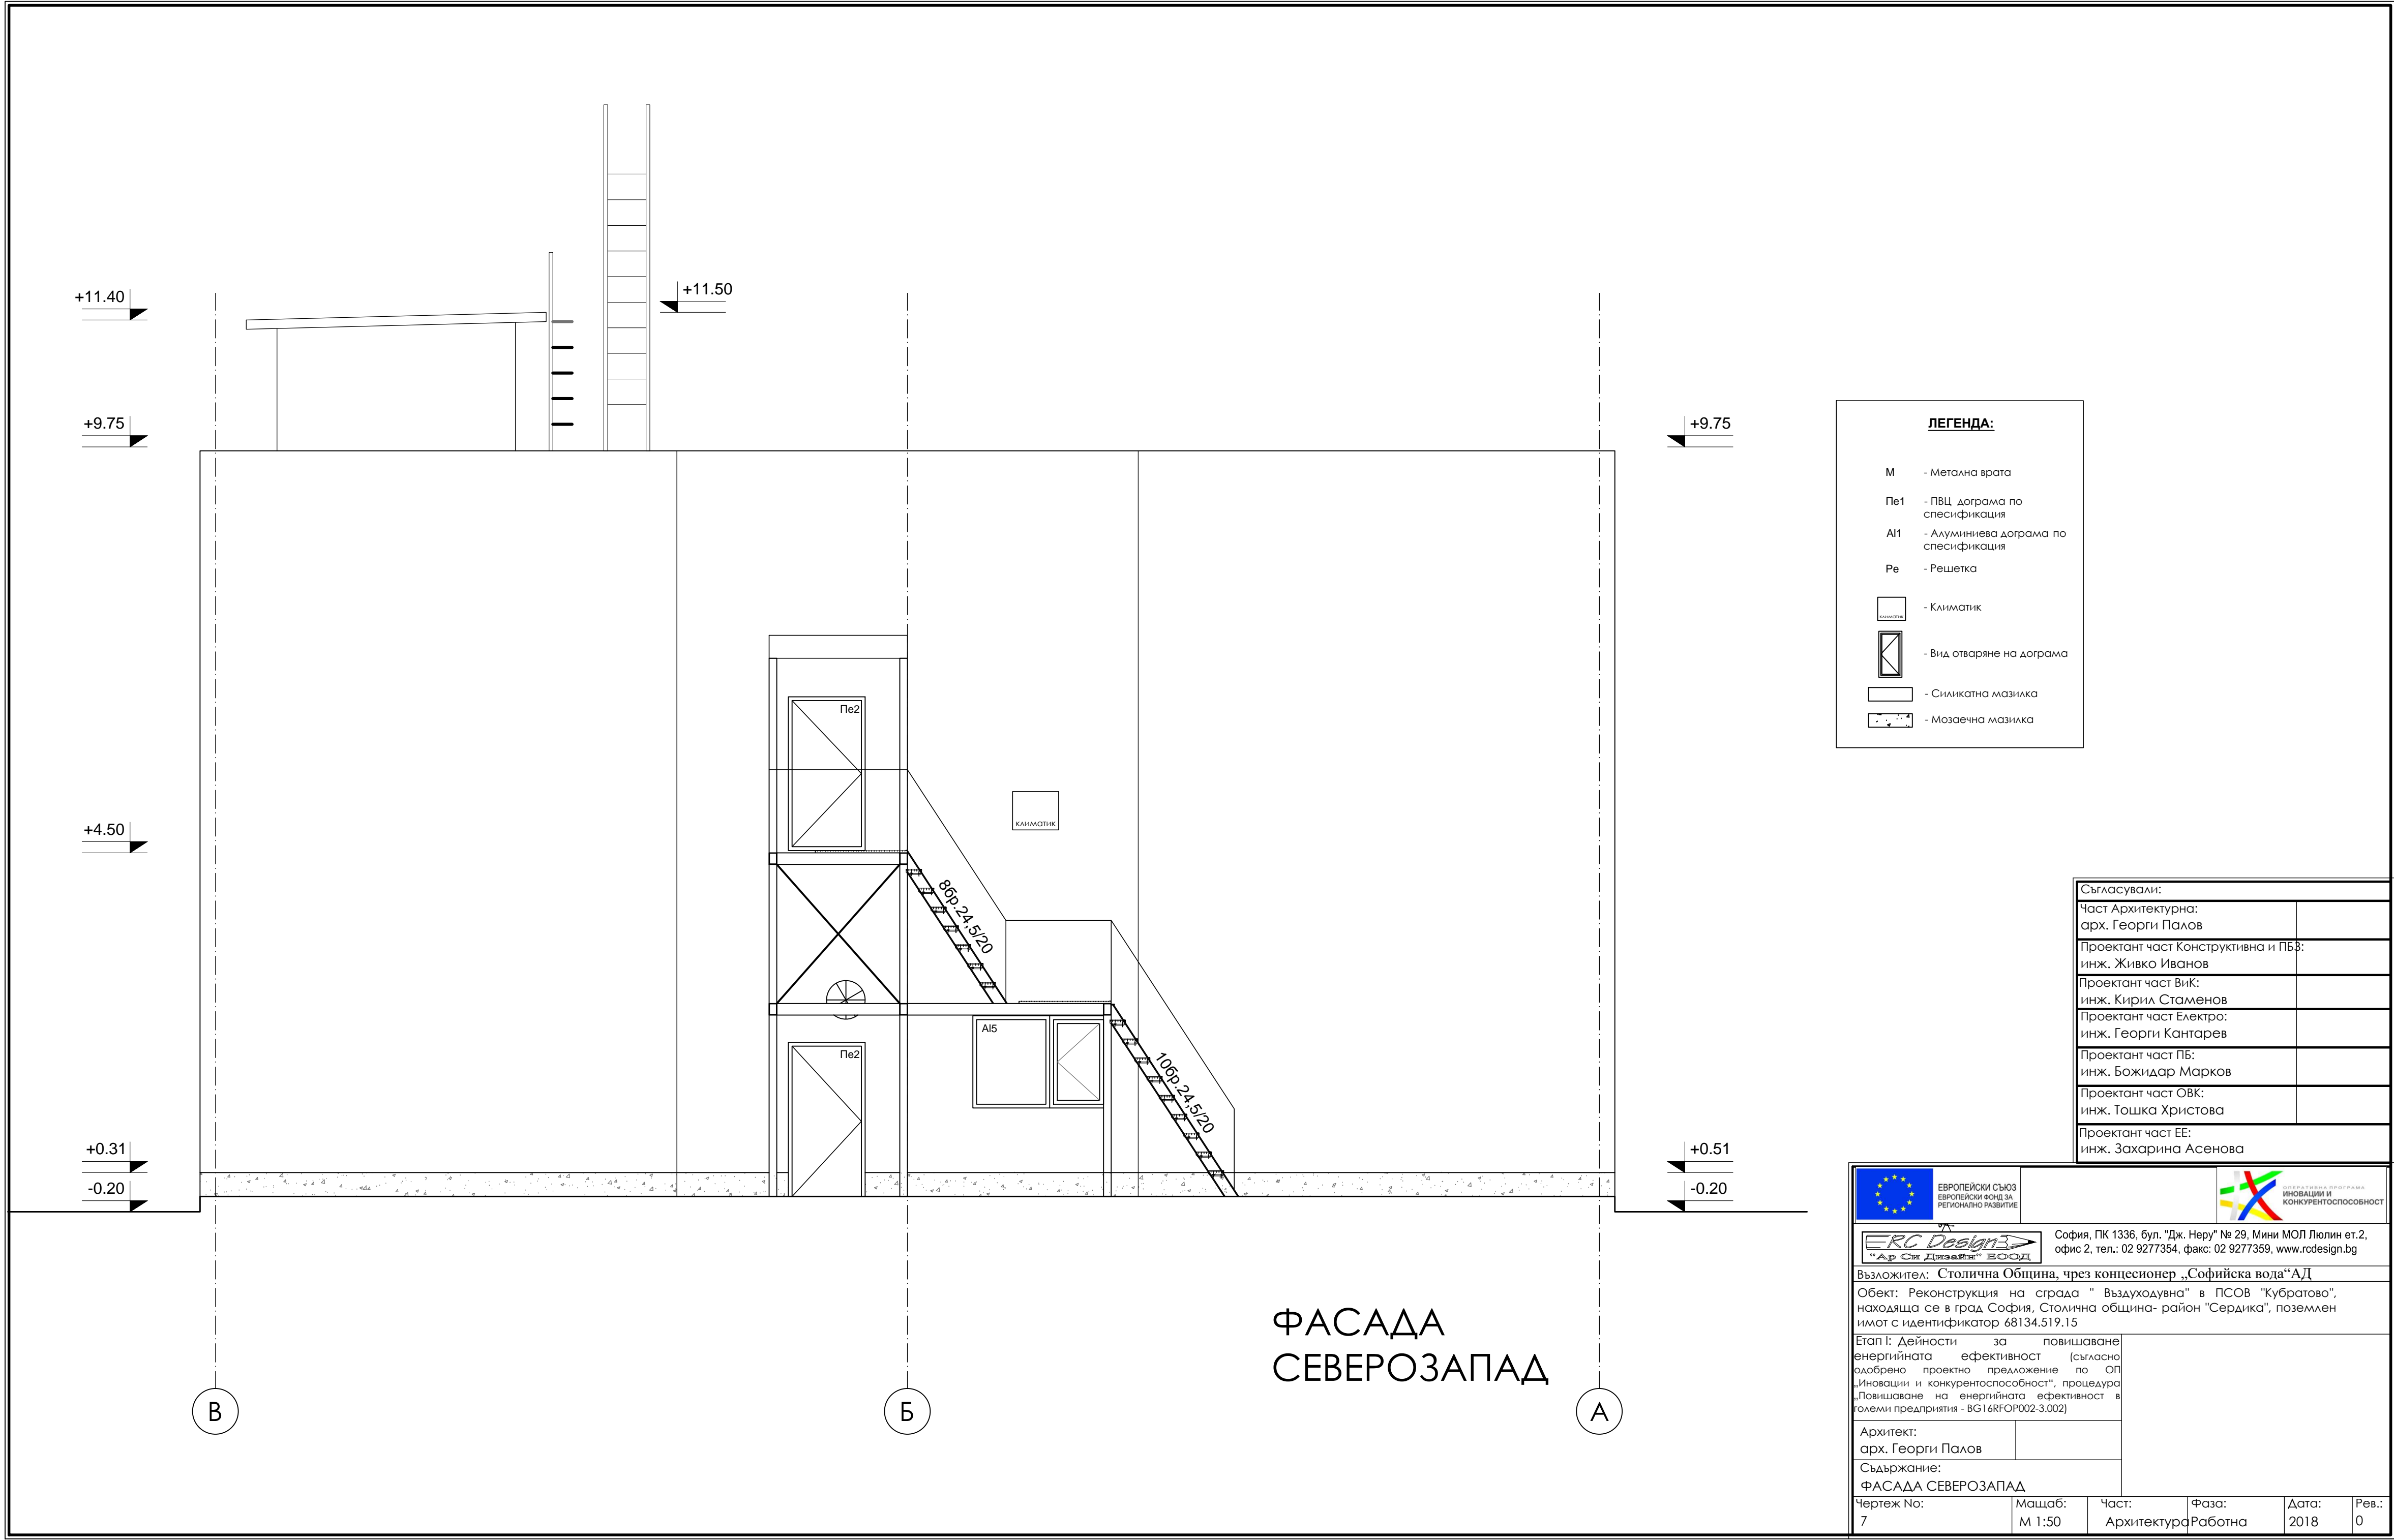 +11.40
+11.50
+9.75
+9.75
ЛЕГЕНДА:
М - Метална врата
Пе1 - ПВЦ дограма по
спесификация
Al1 - Алуминиева дограма по
спесификация
Ре - Решетка
климатик - Климатик
- Вид отваряне на дограма
- Силикатна мазилка
- Мозаечна мазилка
Пе2
климатик
+4.50
8бр.24,5/20
Al5
Пе2
10бр.24,5/20
+0.31
+0.51
-0.20
-0.20
ФАСАДА
СЕВЕРОЗАПАД
В
Б
А
Съгласували:
Част Архитектурна:
арх. Георги Палов
Проектант част Конструктивна и ПБЗ:
инж. Живко Иванов
Проектант част ВиК:
инж. Кирил Стаменов
Проектант част Електро:
инж. Георги Кантарев
Проектант част ПБ:
инж. Божидар Марков
Проектант част ОВК:
инж. Тошка Христова
Проектант част ЕЕ:
инж. Захарина Асенова
ЕВРОПЕЙСКИ СЪЮЗ
ЕВРОПЕЙСКИ ФОНД ЗА
РЕГИОНАЛНО РАЗВИТИЕ
ОПЕРАТИВНА ПРОГРАМА
ИНОВАЦИИ И
КОНКУРЕНТОСПОСОБНОСТ
RC Design
"Ар Си Дизайн" ЕООД
София, ПК 1336, бул. "Дж. Неру" № 29, Мини МОЛ Люлин ет.2,
офис 2, тел.: 02 9277354, факс: 02 9277359, www.rcdesign.bg
Възложител: Столична Община, чрез концесионер „Софийска вода“АД
Обект: Реконструкция на сграда " Въздуходувна" в ПСОВ "Кубратово",
находяща се в град София, Столична община- район "Сердика", поземлен
имот с идентификатор 68134.519.15
Етап I: Дейности за повишаване
енергийната ефективност (съгласно
одобрено проектно предложение по ОП
„Иновации и конкурентоспособност“, процедура
„Повишаване на енергийната ефективност в
големи предприятия - BG16RFOP002-3.002)
Архитект:
арх. Георги Палов
Съдържание:
ФАСАДА СЕВЕРОЗАПАД
Чертеж No: Мащаб: Част: Фаза: Дата: Рев.:
7 М 1:50 Архитектура Работна 2018 0